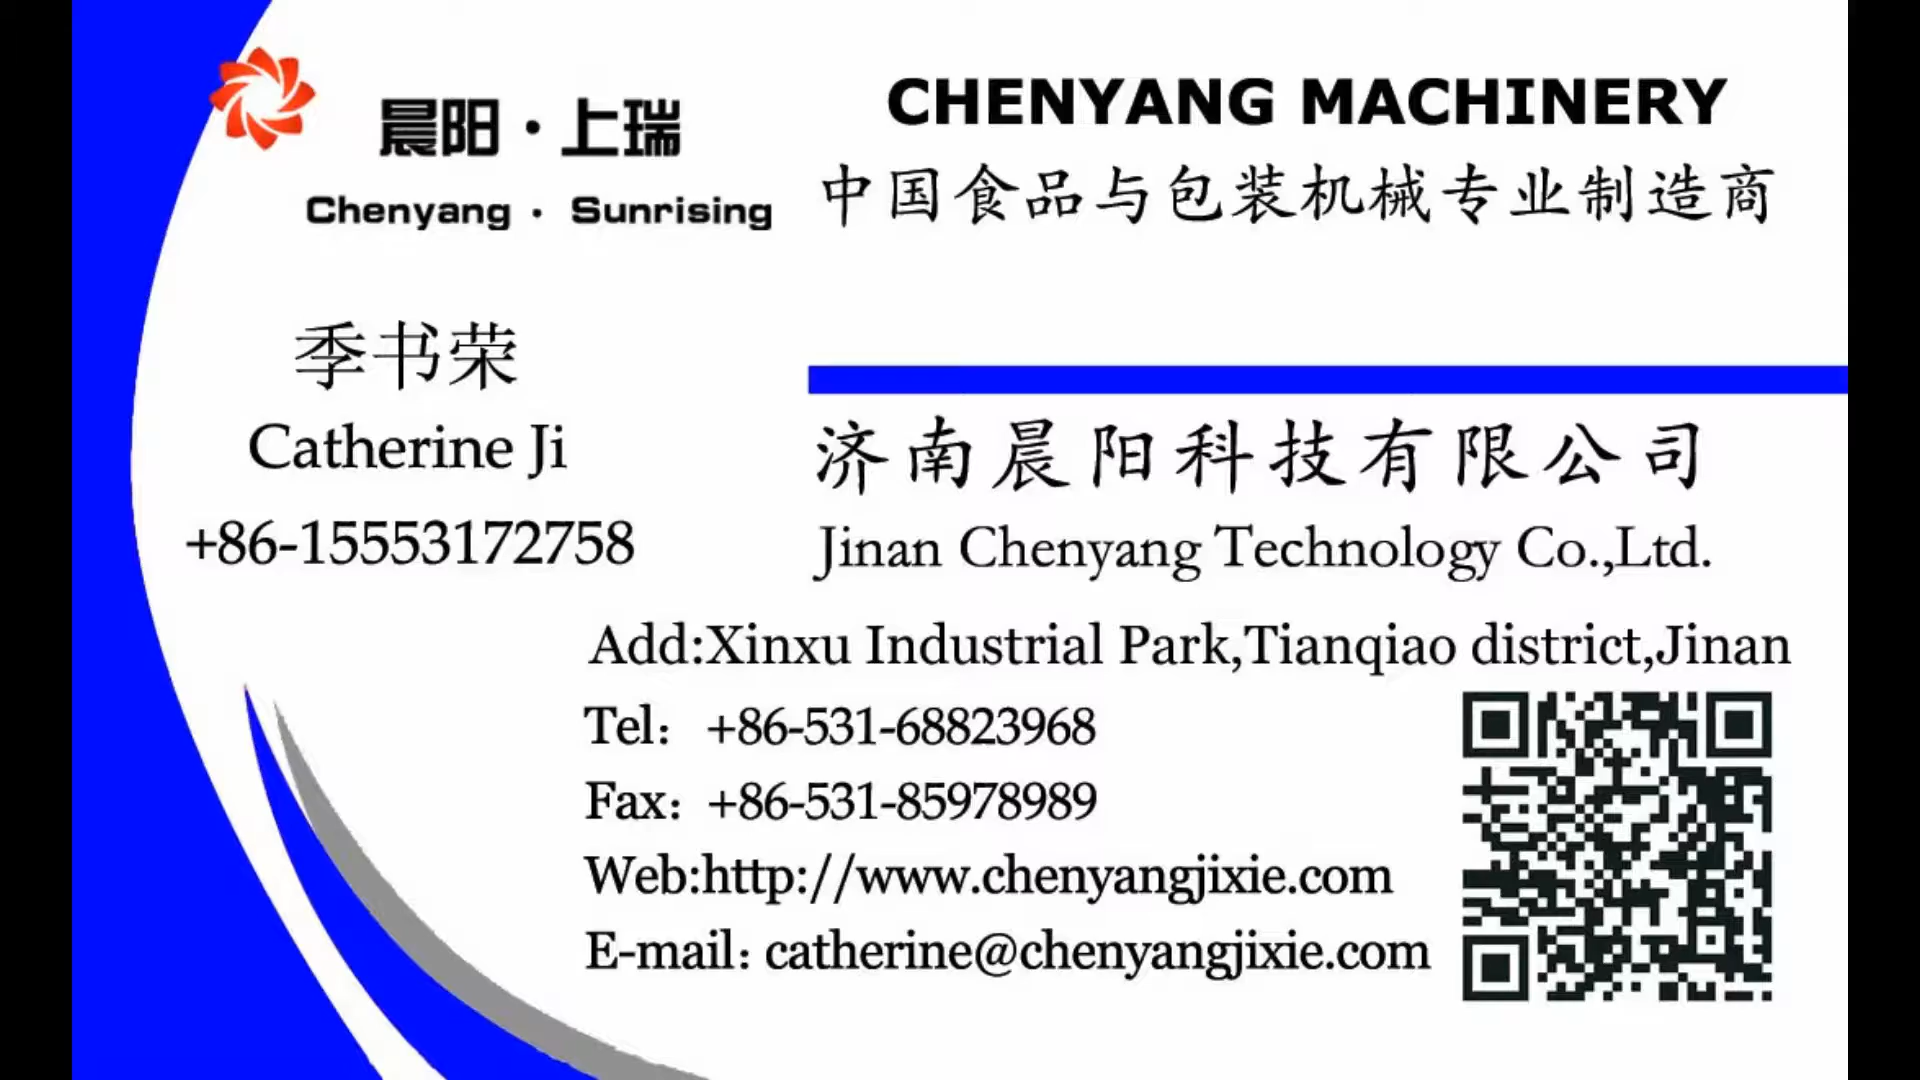 晨阳·上瑞
Chenyang · Sunrising
CHENYANG MACHINERY
中国食品与包装机械专业制造商
季书荣
Catherine Ji
+86-15553172758
济南晨阳科技有限公司
Jinan Chenyang Technology Co.,Ltd.
Add:Xinxu Industrial Park,Tianqiao district,Jinan
Tel：+86-531-68823968
Fax：+86-531-85978989
Web:http://www.chenyangjixie.com
E-mail：catherine@chenyangjixie.com